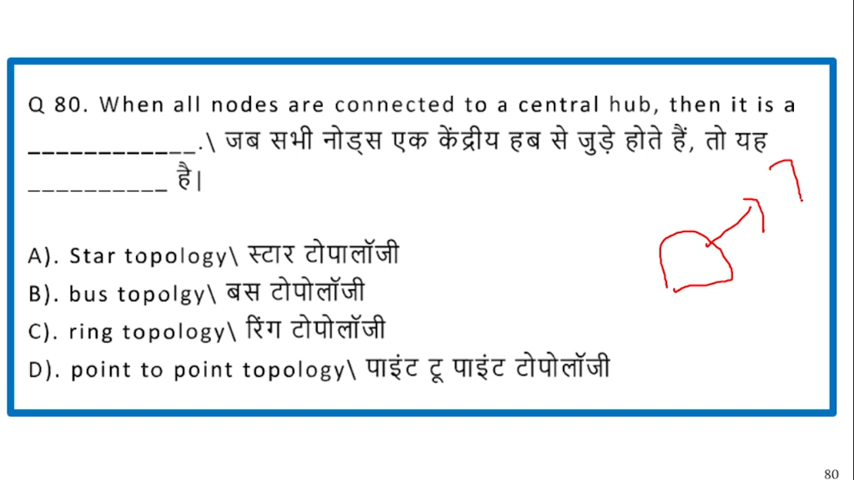 Q 80. When all nodes are connected to a central hub, then it is a
____________.\ जब सभी नोड्स एक केंद्रीय हब से जुड़े होते हैं, तो यह
__________ है|
A). Star topology\ स्टार टोपालॉजी
B). bus topolgy\ बस टोपोलॉजी
C). ring topology\ रिंग टोपोलॉजी
D). point to point topology\ पाइंट टू पाइंट टोपोलॉजी
80